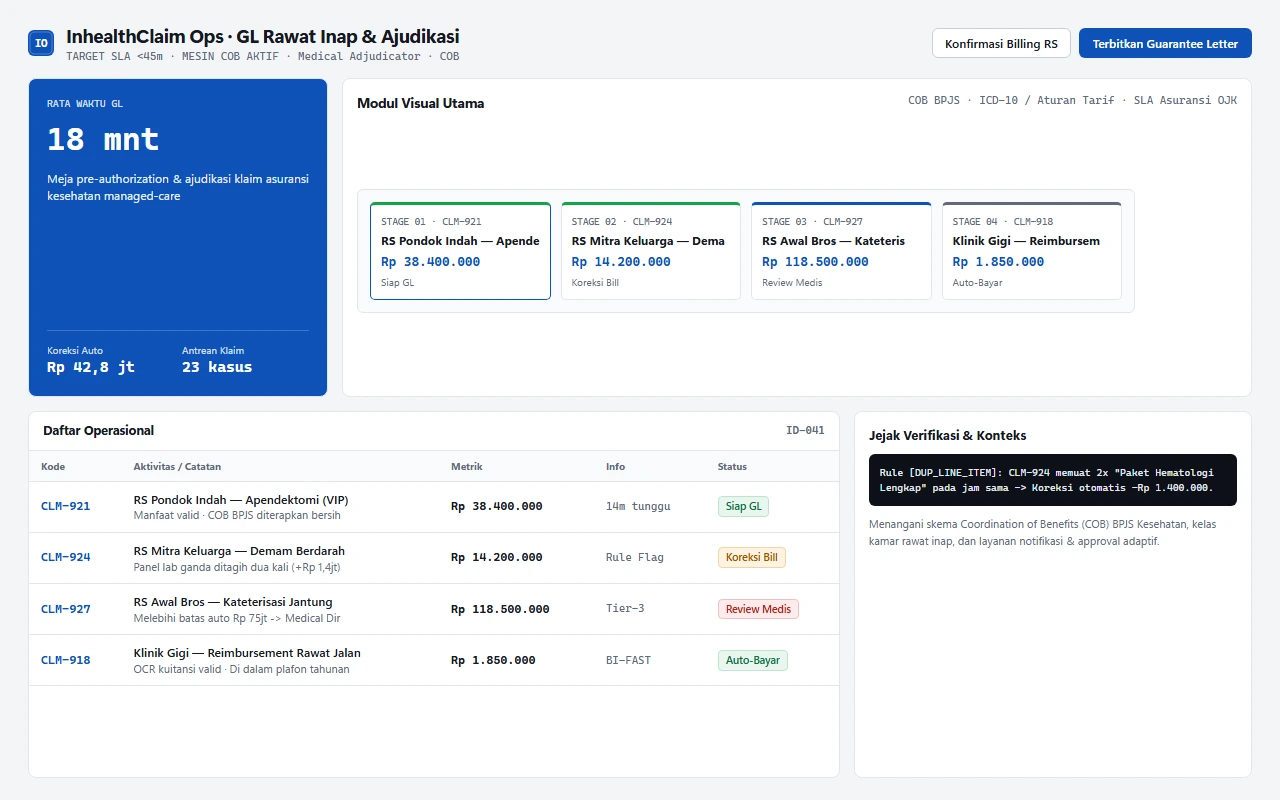 IO
InhealthClaim Ops · GL Rawat Inap & Ajudikasi
TARGET SLA <45m · MESIN COB AKTIF · Medical Adjudicator · COB
Konfirmasi Billing RS
Terbitkan Guarantee Letter
RATA WAKTU GL
18 mnt
Meja pre-authorization & ajudikasi klaim asuransi
kesehatan managed-care
Koreksi Auto
Rp 42,8 jt
Antrean Klaim
23 kasus
Modul Visual Utama
COB BPJS · ICD-10 / Aturan Tarif · SLA Asuransi OJK
STAGE 01 · CLM-921
RS Pondok Indah — Apende
Rp 38.400.000
Siap GL
STAGE 02 · CLM-924
RS Mitra Keluarga — Dema
Rp 14.200.000
Koreksi Bill
STAGE 03 · CLM-927
RS Awal Bros — Kateteris
Rp 118.500.000
Review Medis
STAGE 04 · CLM-918
Klinik Gigi — Reimbursem
Rp 1.850.000
Auto-Bayar
Daftar Operasional
ID-041
Kode Aktivitas / Catatan Metrik Info Status
CLM-921 RS Pondok Indah — Apendektomi (VIP) Rp 38.400.000 14m tunggu Siap GL
Manfaat valid · COB BPJS diterapkan bersih
CLM-924 RS Mitra Keluarga — Demam Berdarah Rp 14.200.000 Rule Flag Koreksi Bill
Panel lab ganda ditagih dua kali (+Rp 1,4jt)
CLM-927 RS Awal Bros — Kateterisasi Jantung Rp 118.500.000 Tier-3 Review Medis
Melebihi batas auto Rp 75jt -> Medical Dir
CLM-918 Klinik Gigi — Reimbursement Rawat Jalan Rp 1.850.000 BI-FAST Auto-Bayar
OCR kuitansi valid · Di dalam plafon tahunan
Jejak Verifikasi & Konteks
Rule [DUP_LINE_ITEM]: CLM-924 memuat 2x "Paket Hematologi
Lengkap" pada jam sama -> Koreksi otomatis -Rp 1.400.000.
Menangani skema Coordination of Benefits (COB) BPJS Kesehatan, kelas
kamar rawat inap, dan layanan notifikasi & approval adaptif.